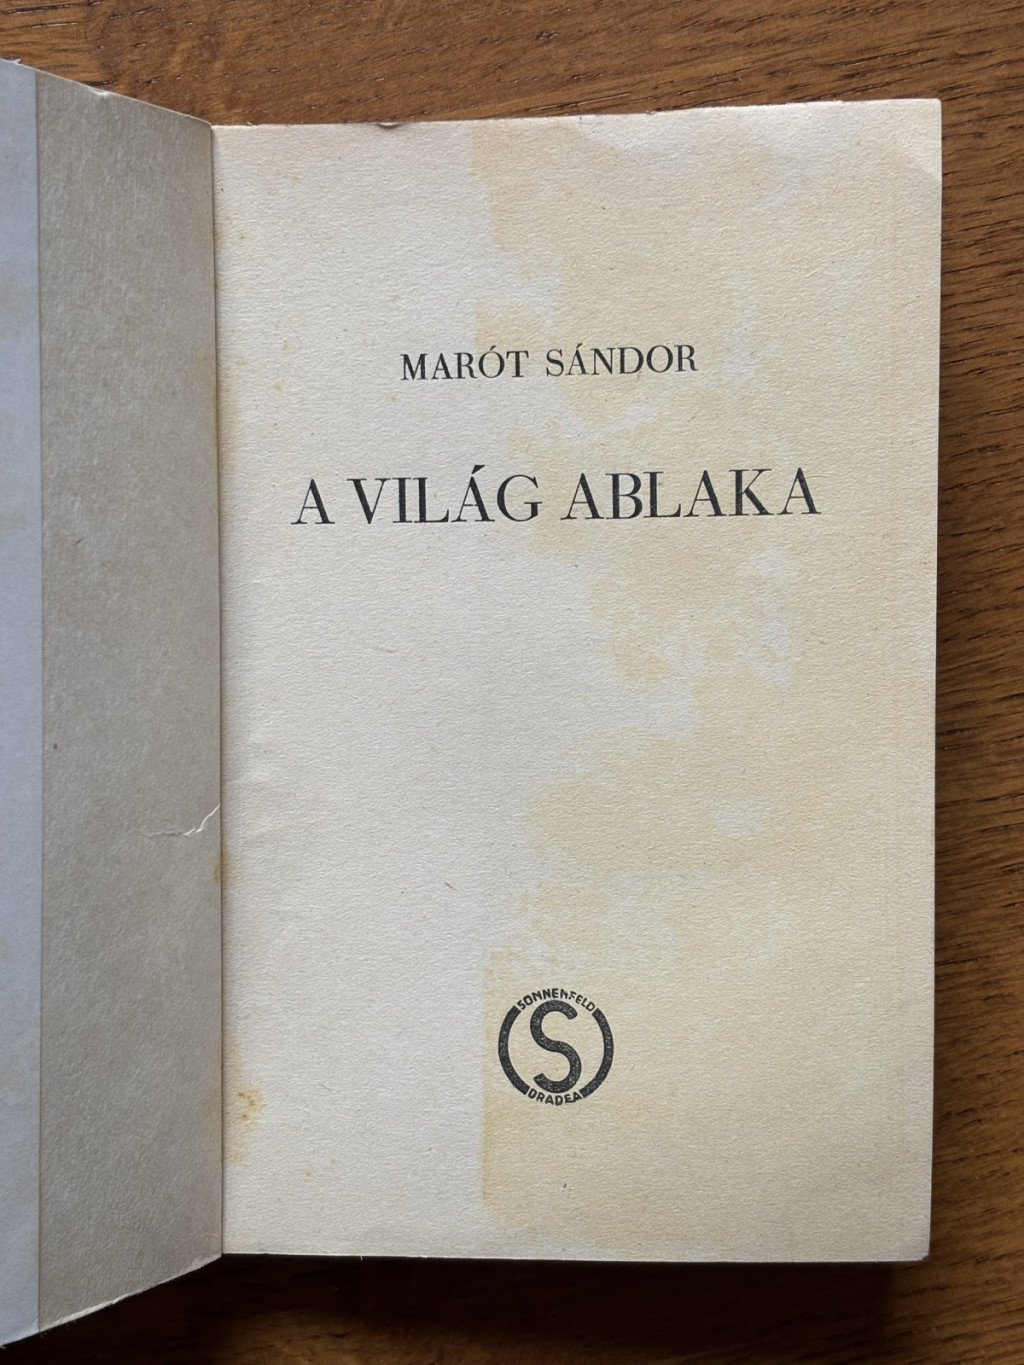 MARÓT SÁNDOR
A VILÁG ABLAKA
SONNENFELD
S
ORADEA